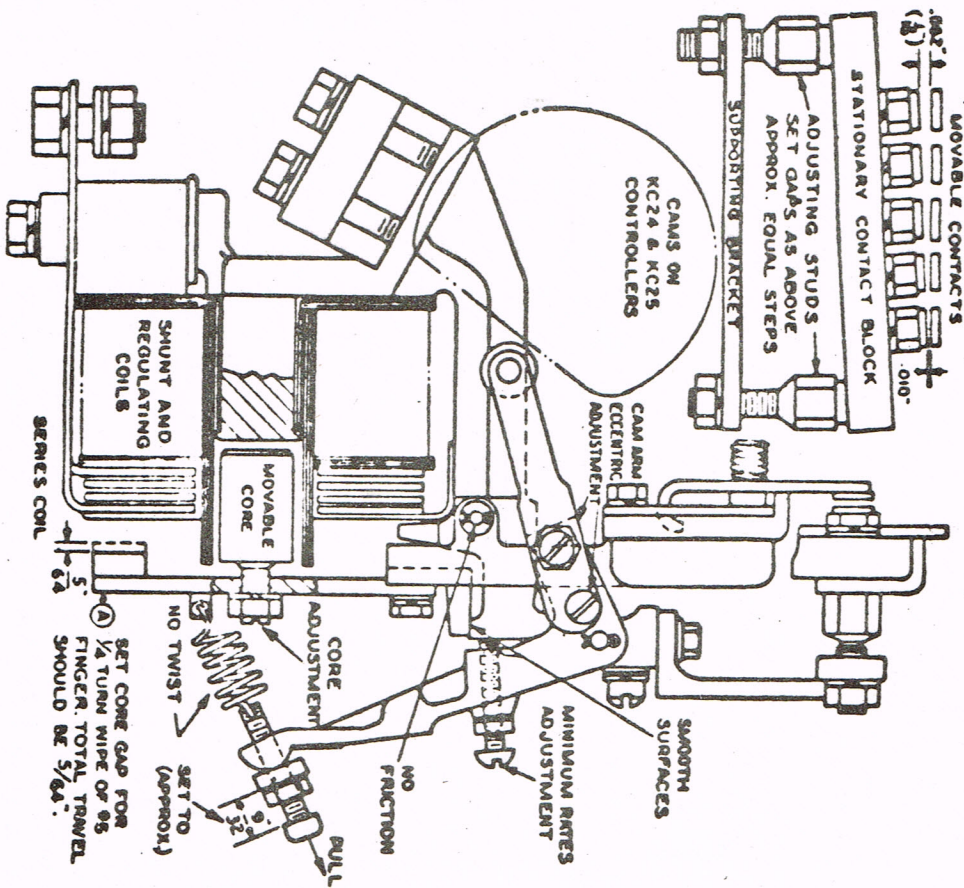 MOVABLE CONTACTS
.002"
.010"
STATIONARY CONTACT BLOCK
ADJUSTING STUDS
SET GAPS AS ABOVE
APPROX. EQUAL STEPS
SUPPORTING BRACKET
CAMS ON
KC24 & KC25
CONTROLLERS
CAM ARM
ECCENTRIC
ADJUSTMENT
SMOOTH
SURFACES
MINIMUM RATES
ADJUSTMENT
NO
FRICTION
SHUNT AND
REGULATING
COILS
MOVABLE
CORE
CORE
ADJUSTMENT
PULL
9"
32
SET TO
(APPROX.)
NO TWIST
SERIES COIL
5"
64
A
SET CORE GAP FOR
1/4 TURN WIPE OF 85
FINGER. TOTAL TRAVEL
SHOULD BE 5/64".